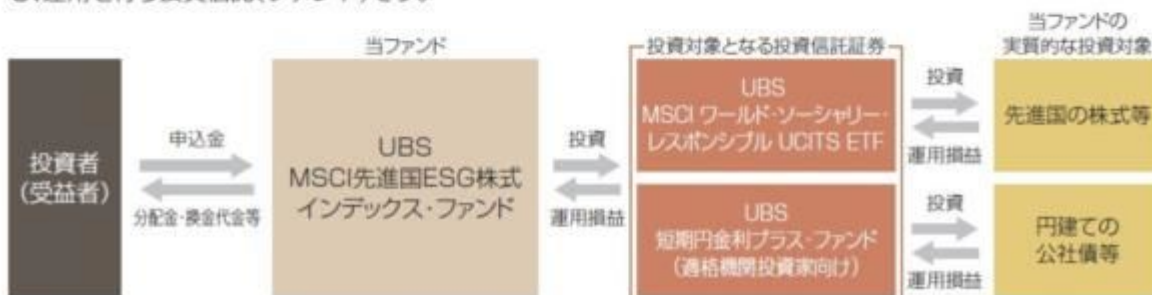 当ファンド
投資対象となる投資信託証券
当ファンドの
実質的な投資対象
投資者
(受益者)
申込金
分配金・換金代金等
UBS
MSCI先進国ESG株式
インデックス・ファンド
投資
運用損益
UBS
MSCI ワールド・ソーシャリー・
レスポンシブル UCITS ETF
投資
運用損益
先進国の株式等
UBS
短期円金利プラス・ファンド
(適格機関投資家向け)
投資
運用損益
円建ての
公社債等